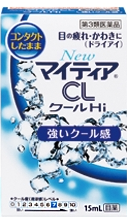 第3類医薬品
コンタクト
したまま
目の疲れ・かわきに
(ドライアイ)
New
マイティア®
CL
クールHi
強いクール感
15mL 目薬